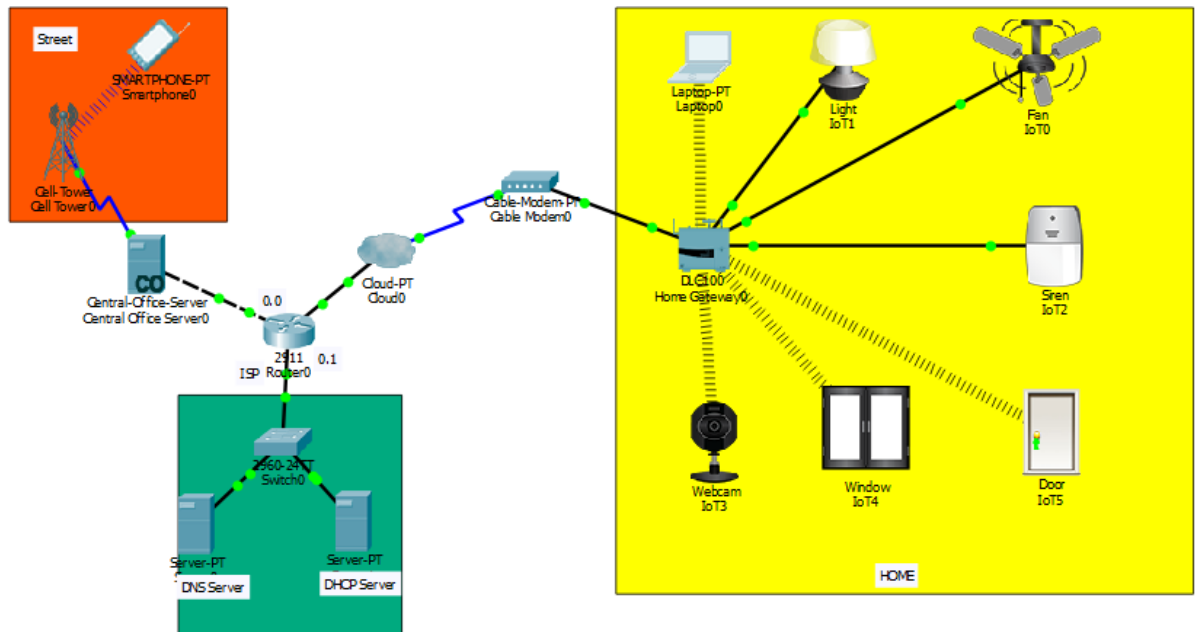 Street
SMARTPHONE-PT
Smartphone0
Cell-Tower
Cell Tower0
CO
Central-Office-Server
Central Office Server0
0.0
2911
0.1
ISP
Router0
Cloud-PT
Cloud0
Cable-Modem-PT
Cable Modem0
2960-24TT
Switch0
Server-PT
DNS Server
Server-PT
DHCP Server
Laptop-PT
Laptop0
Light
IoT1
Fan
IoT0
DLC100
Home Gateway0
Siren
IoT2
Webcam
IoT3
Window
IoT4
Door
IoT5
HOME